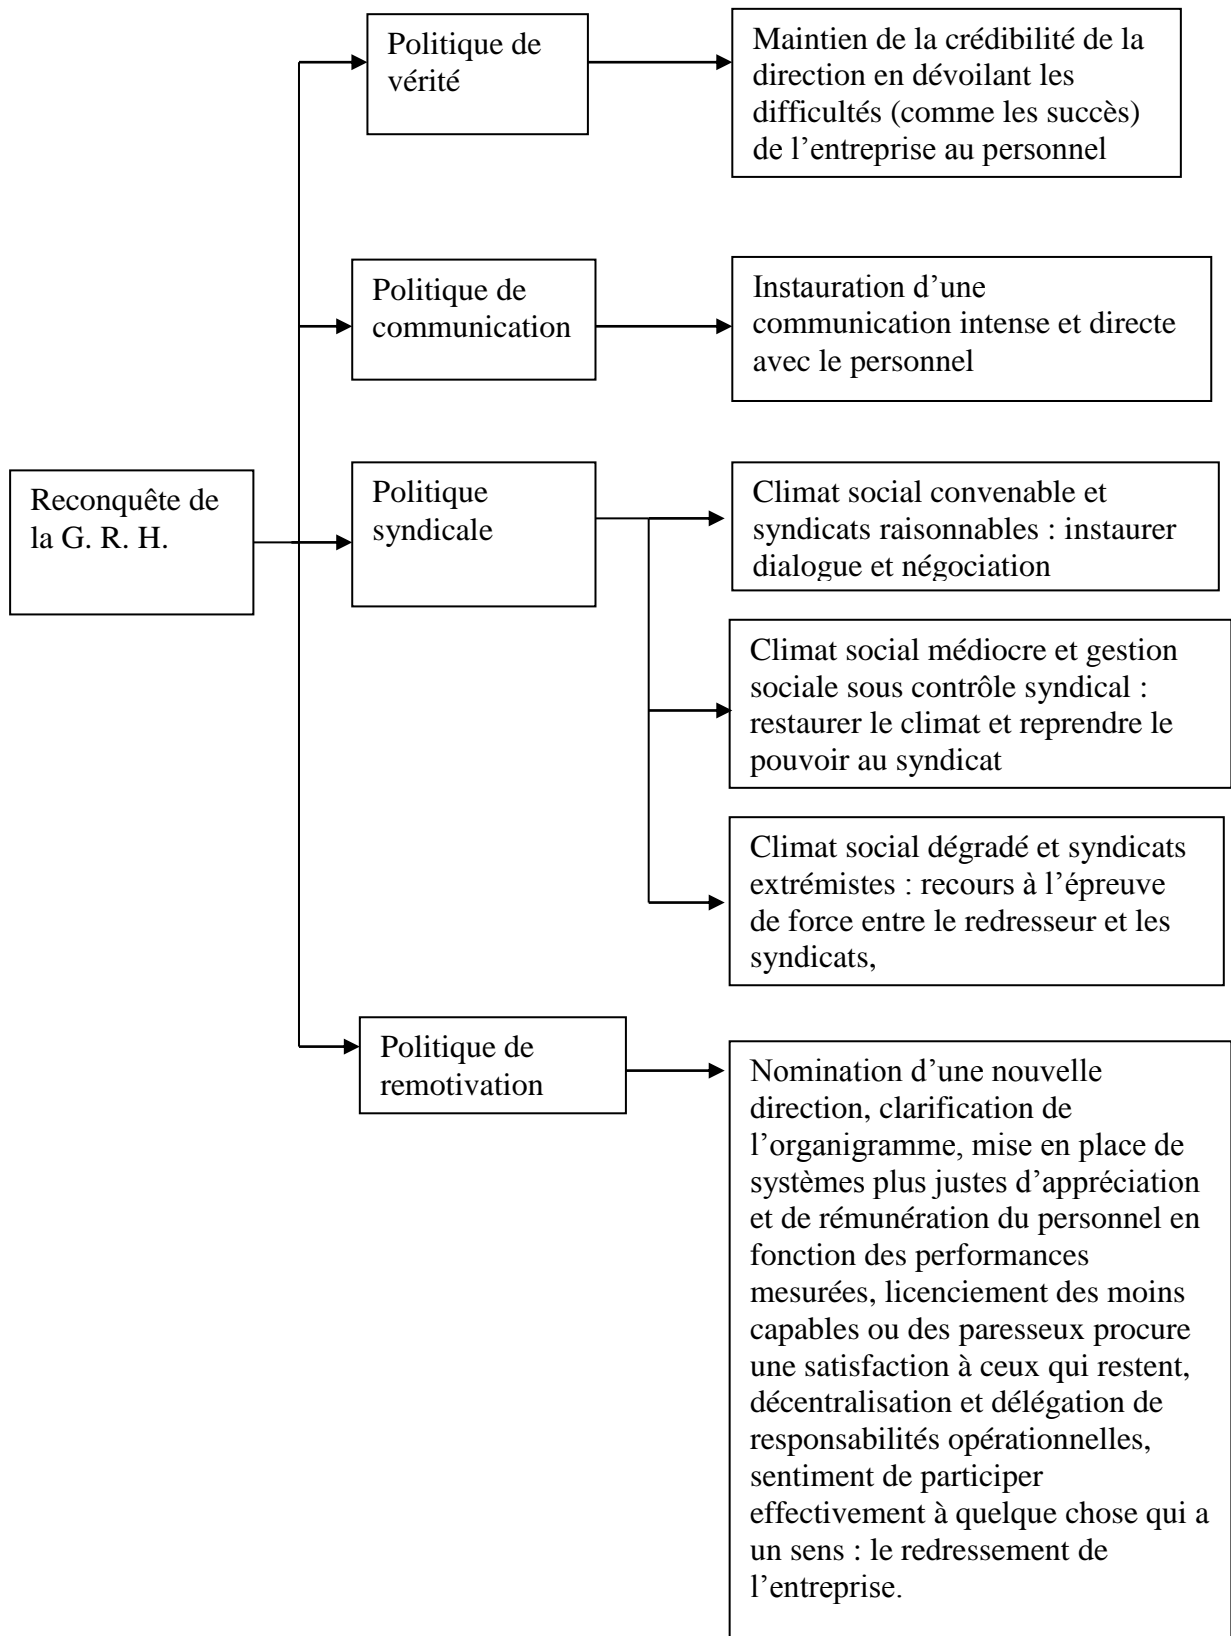 Politique de
vérité
Maintien de la crédibilité de la
direction en dévoilant les
difficultés (comme les succès)
de l’entreprise au personnel
Politique de
communication
Instauration d’une
communication intense et directe
avec le personnel
Reconquête de
la G. R. H.
Politique
syndicale
Climat social convenable et
syndicats raisonnables : instaurer
dialogue et négociation
Climat social médiocre et gestion
sociale sous contrôle syndical :
restaurer le climat et reprendre le
pouvoir au syndicat
Climat social dégradé et syndicats
extrémistes : recours à l’épreuve
de force entre le redresseur et les
syndicats,
Politique de
remotivation
Nomination d’une nouvelle
direction, clarification de
l’organigramme, mise en place de
systèmes plus justes d’appréciation
et de rémunération du personnel en
fonction des performances
mesurées, licenciement des moins
capables ou des paresseux procure
une satisfaction à ceux qui restent,
décentralisation et délégation de
responsabilités opérationnelles,
sentiment de participer
effectivement à quelque chose qui a
un sens : le redressement de
l’entreprise.